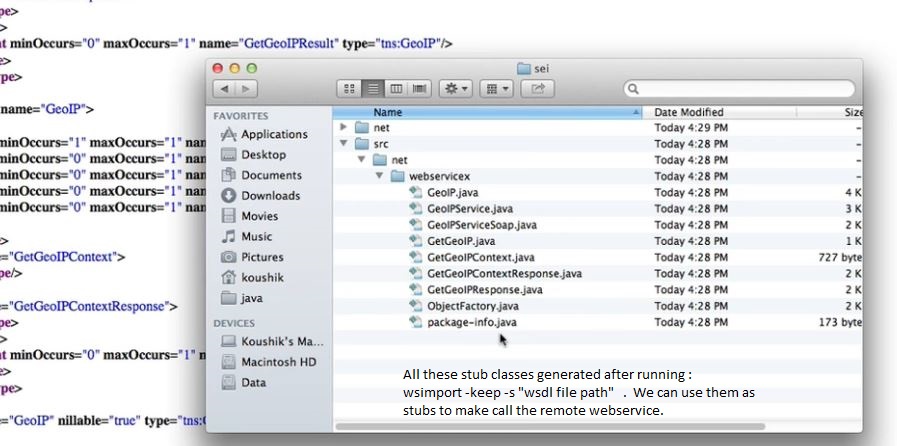 pe>
>
nt minOccurs="0" maxOccurs="1" name="GetGeoIPResult" type="tns:GeoIP"/>
e>
ype>
name="GeoIP">
minOccurs="1" maxOccurs="1" nan
minOccurs="0" maxOccurs="1" nan
minOccurs="0" maxOccurs="1" nan
minOccurs="0" maxOccurs="1" nan
minOccurs="0" maxOccurs="1" nan
>
="GetGeoIPContext">
pe/>
="GetGeoIPContextResponse">
pe>
>
nt minOccurs="0" maxOccurs="1" n
e>
ype>
="GeoIP" nillable="true" type="tns:G
sei
FAVORITES
Applications
Desktop
Documents
Downloads
Movies
Music
Pictures
koushik
java
DEVICES
Koushik's Ma...
Macintosh HD
Data
Name Date Modified Size
net Today 4:29 PM --
src Today 4:28 PM --
net Today 4:28 PM --
webservicex Today 4:28 PM --
GeoIP.java Today 4:28 PM 4 K
GeoIPService.java Today 4:28 PM 3 K
GeoIPServiceSoap.java Today 4:28 PM 2 K
GetGeoIP.java Today 4:28 PM 1 K
GetGeoIPContext.java Today 4:28 PM 727 byte
GetGeoIPContextResponse.java Today 4:28 PM 2 K
GetGeoIPResponse.java Today 4:28 PM 2 K
ObjectFactory.java Today 4:28 PM 2 K
package-info.java Today 4:28 PM 173 byte
All these stub classes generated after running :
wsimport -keep -s "wsdl file path" . We can use them as
stubs to make call the remote webservice.